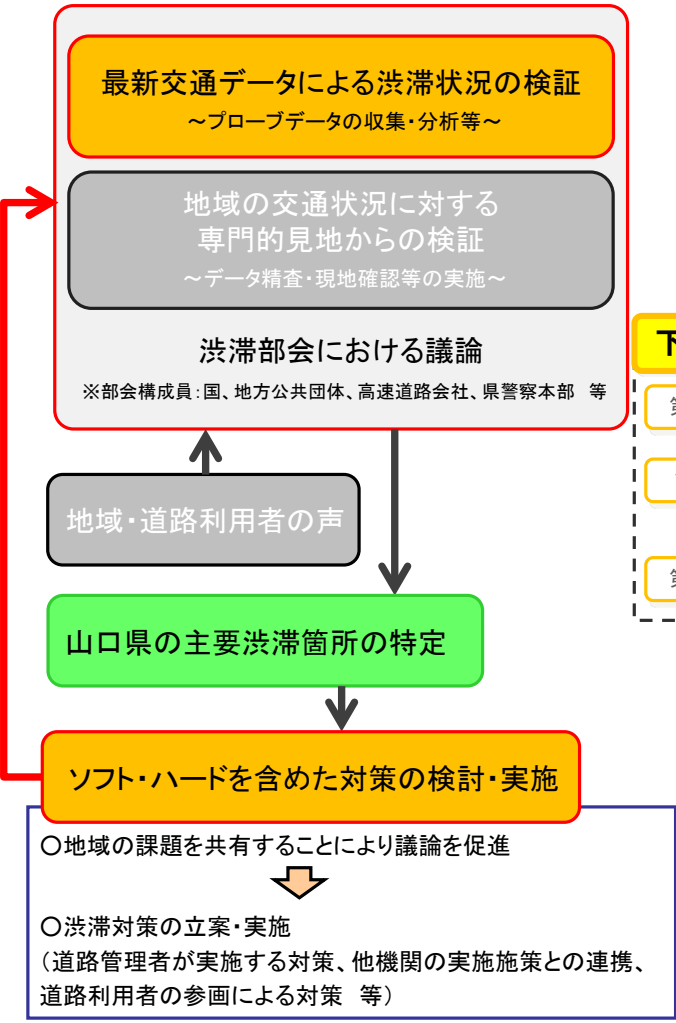 最新交通データによる渋滞状況の検証
～プローブデータの収集・分析等～
地域の交通状況に対する
専門的見地からの検証
～データ精査・現地確認等の実施～
渋滞部会における議論
※部会構成員：国、地方公共団体、高速道路会社、県警察本部　等
地域・道路利用者の声
山口県の主要渋滞箇所の特定
ソフト・ハードを含めた対策の検討・実施
〇地域の課題を共有することにより議論を促進
〇渋滞対策の立案・実施
（道路管理者が実施する対策、他機関の実施施策との連携、
道路利用者の参画による対策　等）